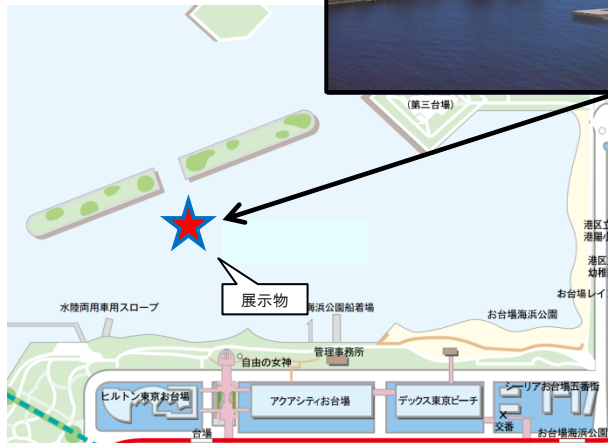 (第三台場)
港区立
港陽小
港区
幼稚
お台場レイ
お台場海浜公園
展示物
水陸両用車用スロープ
海浜公園船着場
自由の女神
管理事務所
ヒルトン東京お台場
アクアシティお台場
デックス東京ビーチ
シーリアお台場五番街
交番
台場
お台場海浜公園